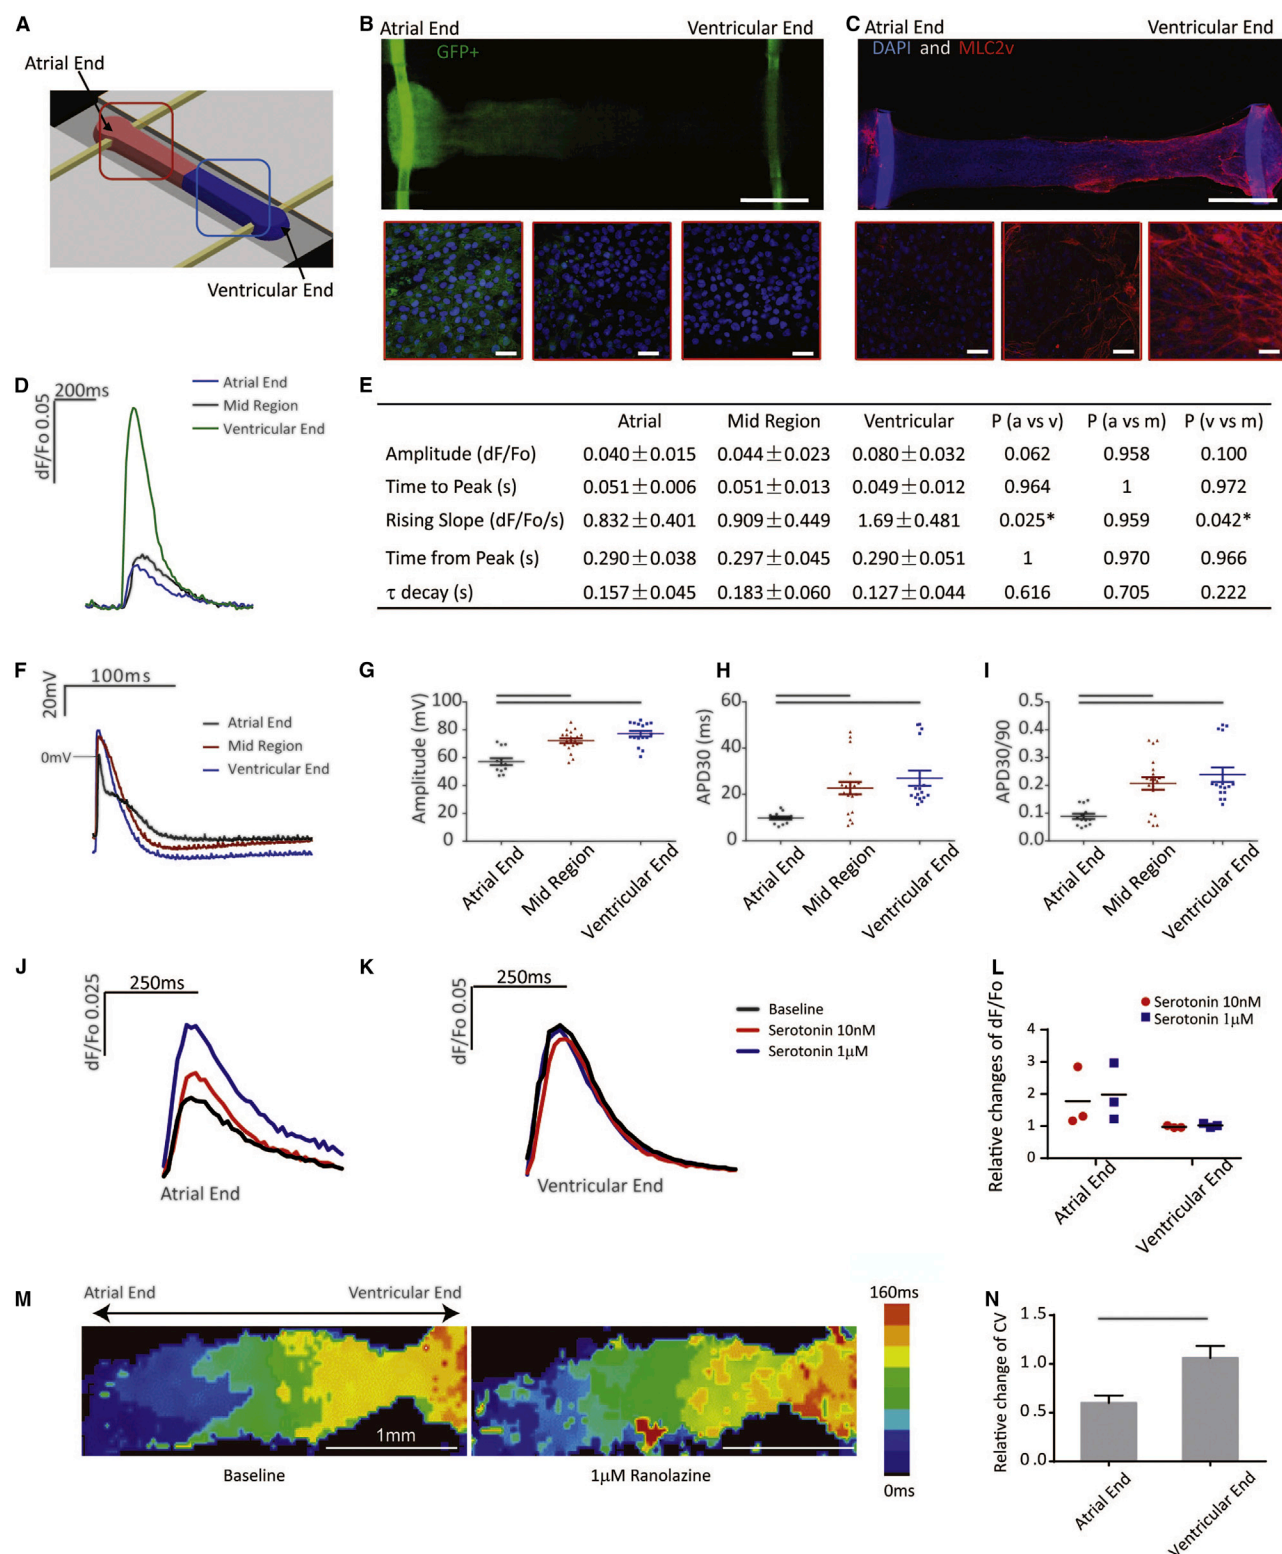 A
Atrial End
Ventricular End
B
Atrial End
Ventricular End
GFP+
C
Atrial End
Ventricular End
DAPI and MLC2v
D
200ms
dF/Fo 0.05
Atrial End
Mid Region
Ventricular End
E
Atrial Mid Region Ventricular P (a vs v) P (a vs m) P (v vs m)
Amplitude (dF/Fo) 0.040±0.015 0.044±0.023 0.080±0.032 0.062 0.958 0.100
Time to Peak (s) 0.051±0.006 0.051±0.013 0.049±0.012 0.964 1 0.972
Rising Slope (dF/Fo/s) 0.832±0.401 0.909±0.449 1.69±0.481 0.025* 0.959 0.042*
Time from Peak (s) 0.290±0.038 0.297±0.045 0.290±0.051 1 0.970 0.966
τ decay (s) 0.157±0.045 0.183±0.060 0.127±0.044 0.616 0.705 0.222
F
100ms
20mV
Atrial End
Mid Region
Ventricular End
0mV
G
Amplitude (mV)
100
80
60
40
20
0
Atrial End
Mid Region
Ventricular End
H
APD30 (ms)
60
40
20
0
Atrial End
Mid Region
Ventricular End
I
APD30/90
0.5
0.4
0.3
0.2
0.1
0.0
Atrial End
Mid Region
Ventricular End
J
250ms
dF/Fo 0.025
Atrial End
K
250ms
dF/Fo 0.05
Ventricular End
Baseline
Serotonin 10nM
Serotonin 1μM
L
Serotonin 10nM
Serotonin 1μM
Relative changes of dF/Fo
4
3
2
1
0
Atrial End
Ventricular End
M
Atrial End
Ventricular End
1mm
Baseline
1μM Ranolazine
160ms
0ms
N
Relative change of CV
1.5
1.0
0.5
0.0
Atrial End
Ventricular End